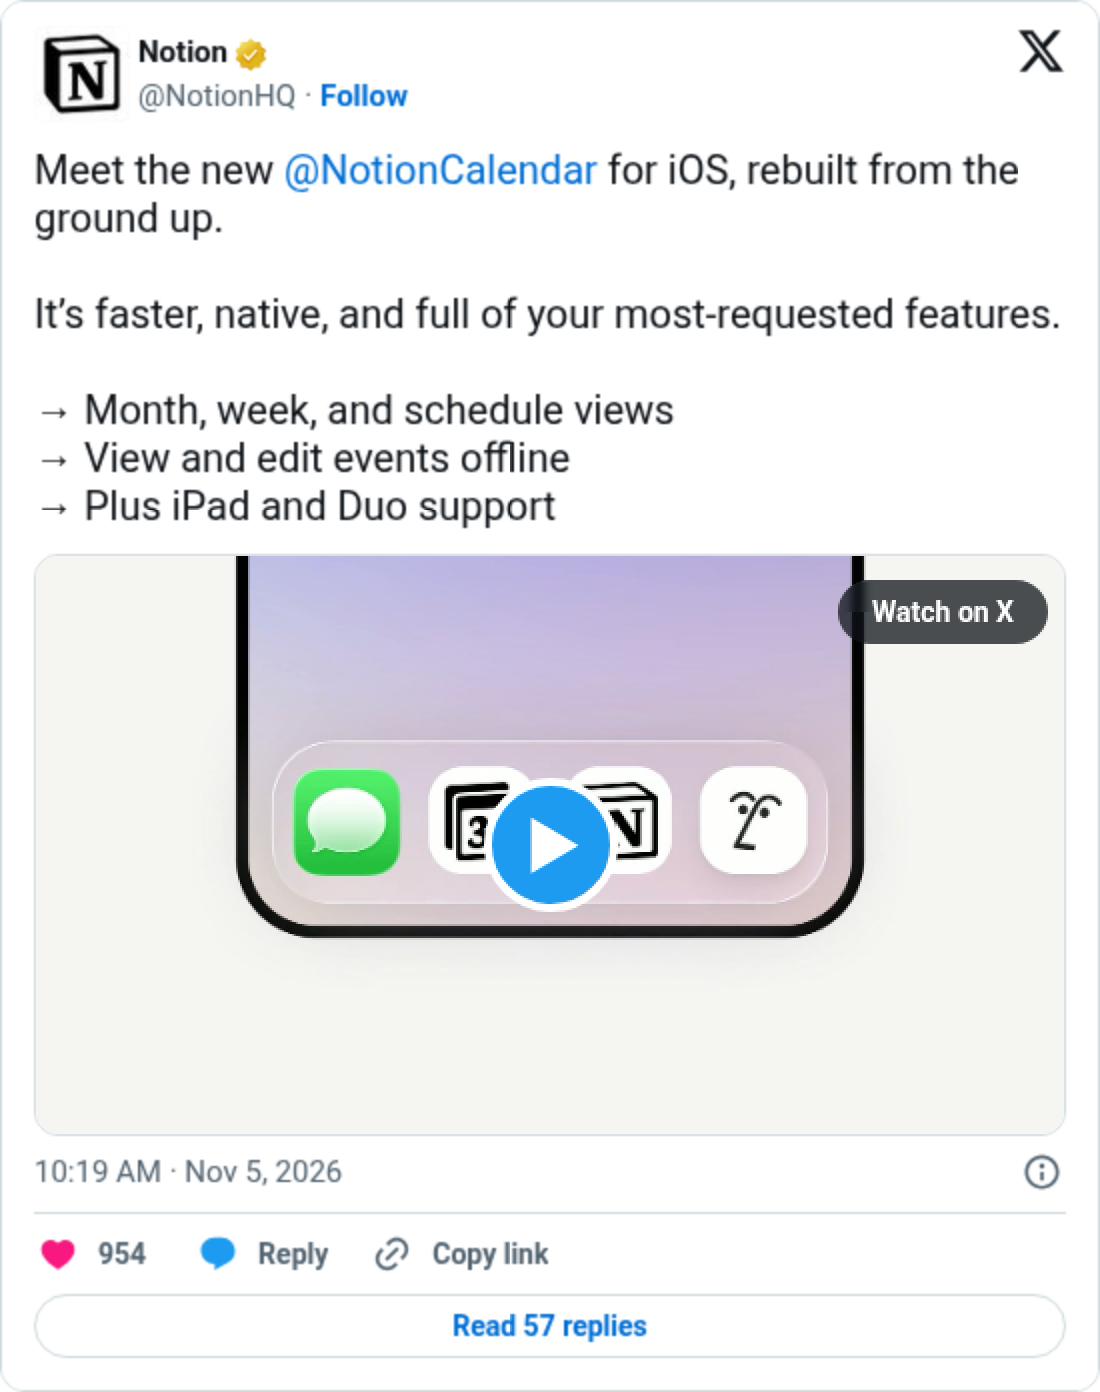 Notion
@NotionHQ · Follow
Meet the new @NotionCalendar for iOS, rebuilt from the
ground up.
It’s faster, native, and full of your most-requested features.
→ Month, week, and schedule views
→ View and edit events offline
→ Plus iPad and Duo support
Watch on X
3 N
10:19 AM · Nov 5, 2026
954 Reply Copy link
Read 57 replies